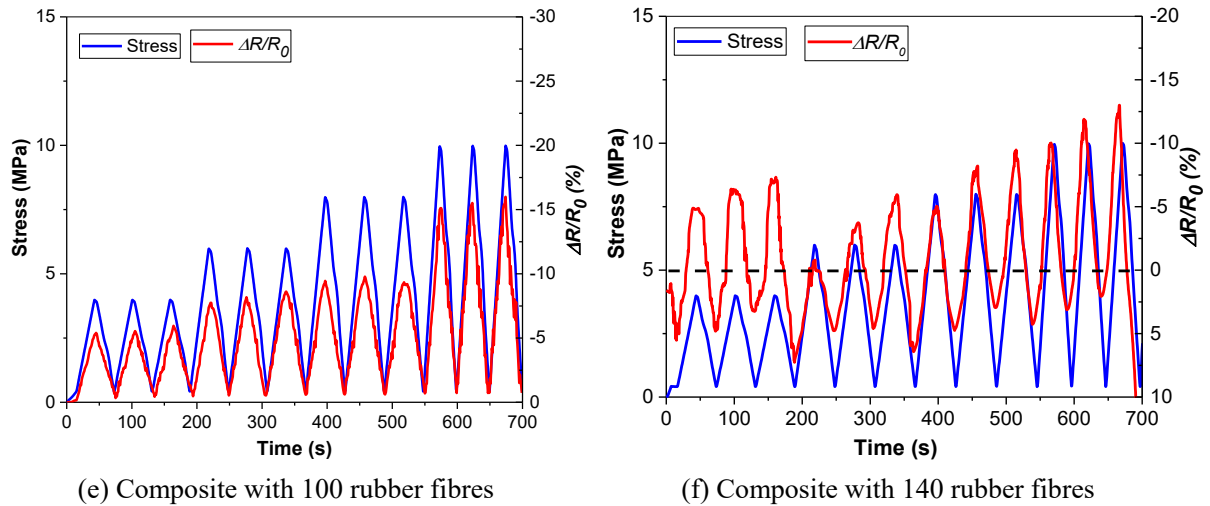 15
10
5
0
Stress (MPa)
Stress
ΔR/R0
-30
-25
-20
-15
-10
-5
0
ΔR/R0 (%)
0 100 200 300 400 500 600 700
Time (s)
(e) Composite with 100 rubber fibres
15
10
5
0
Stress (MPa)
Stress
ΔR/R0
-20
-15
-10
-5
0
5
10
ΔR/R0 (%)
0 100 200 300 400 500 600 700
Time (s)
(f) Composite with 140 rubber fibres